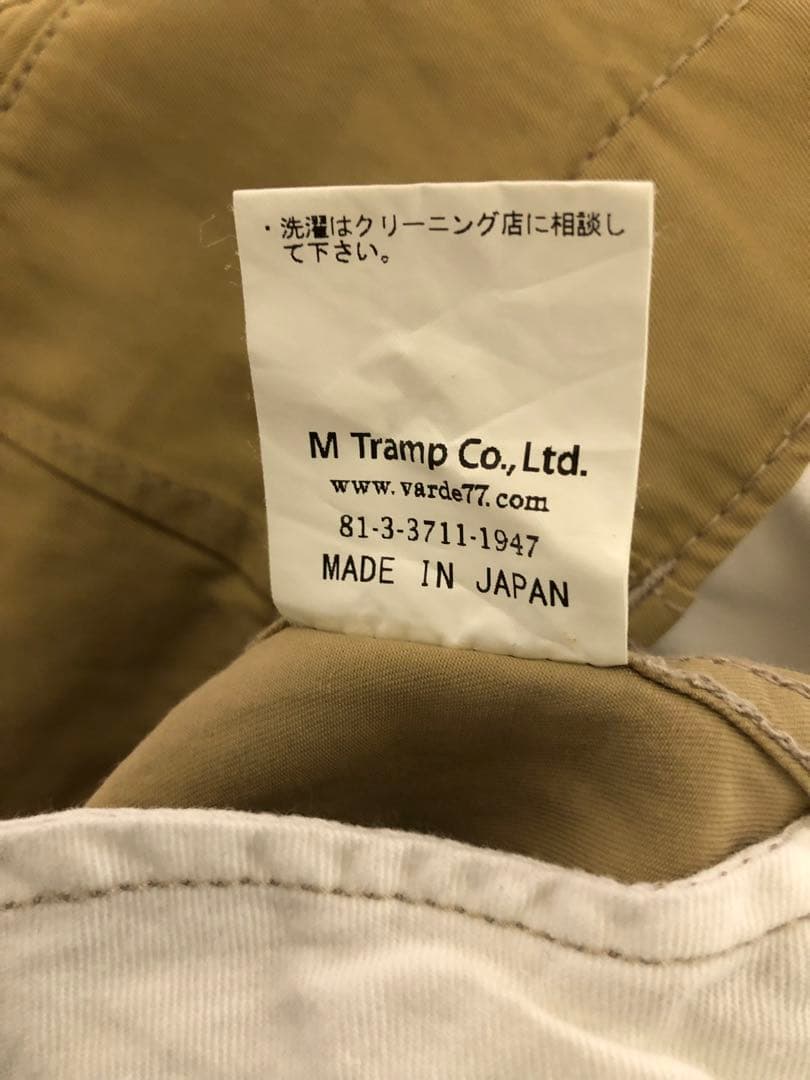 ・洗濯はクリーニング店に相談し
て下さい。
M Tramp Co., Ltd.
www.varde77.com
81-3-3711-1947
MADE IN JAPAN